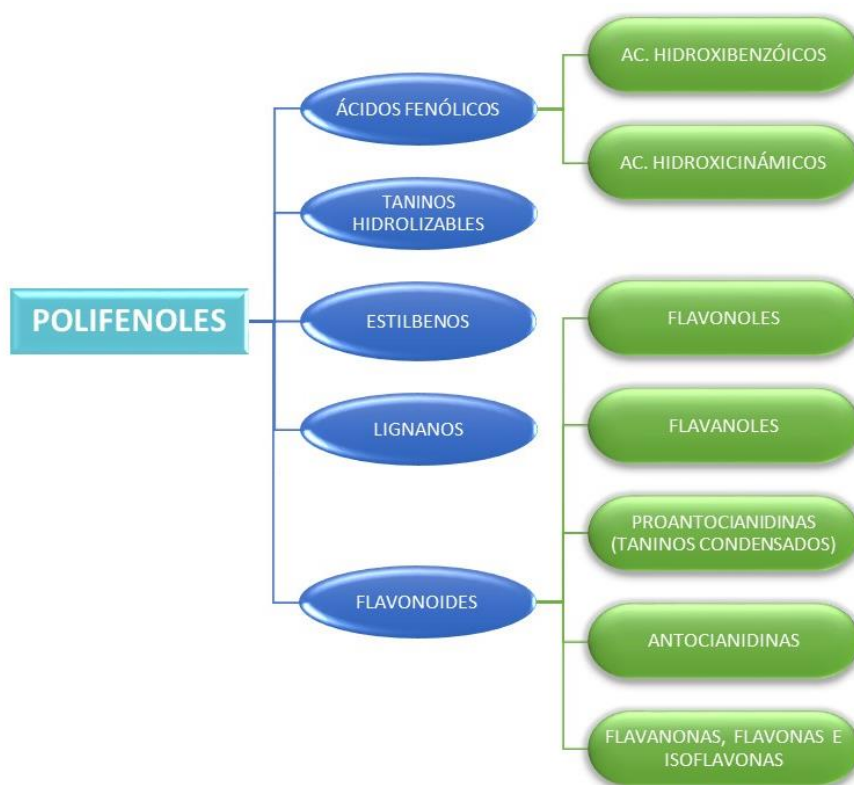 POLIFENOLES
ÁCIDOS FENÓLICOS
AC. HIDROXIBENZÓICOS
AC. HIDROXICINÁMICOS
TANINOS
HIDROLIZABLES
ESTILBENOS
LIGNANOS
FLAVONOIDES
FLAVONOLES
FLAVANOLES
PROANTOCIANIDINAS
(TANINOS CONDENSADOS)
ANTOCIANIDINAS
FLAVANONAS, FLAVONAS E
ISOFLAVONAS